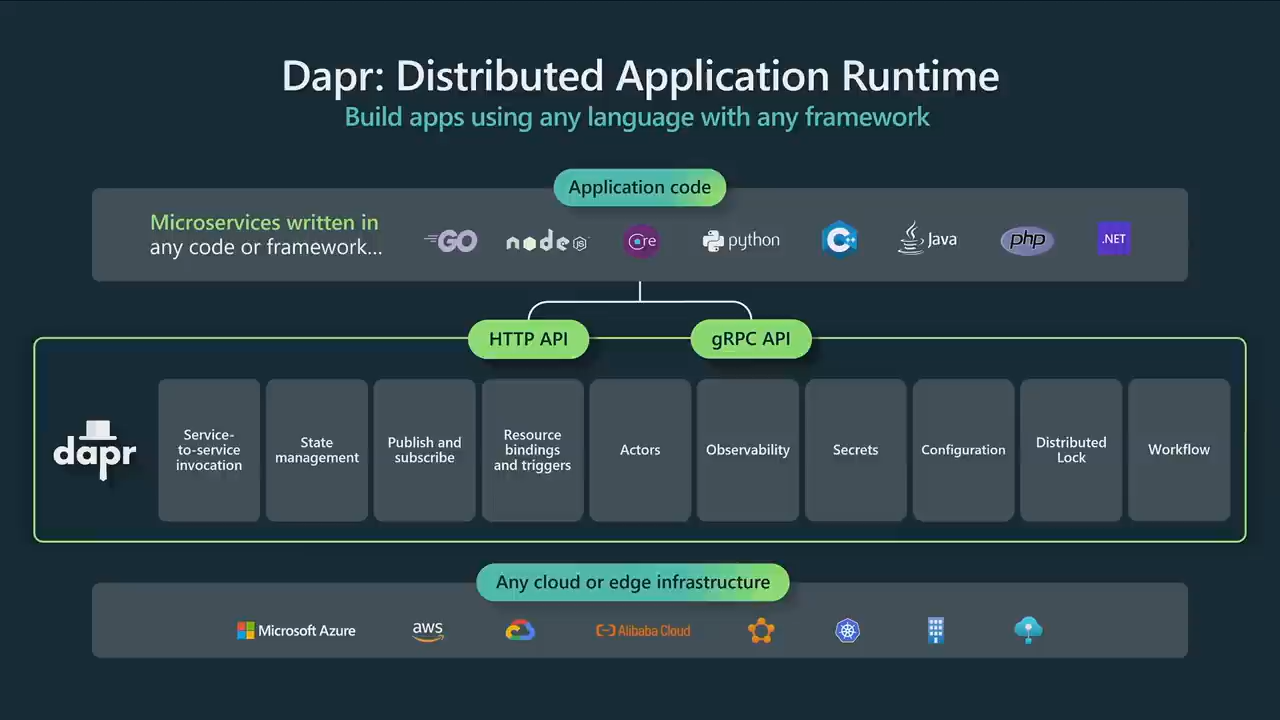 Dapr: Distributed Application Runtime
Build apps using any language with any framework
Application code
Microservices written in
any code or framework...
GO
node
JS
Core
python
C++
Java
php
.NET
HTTP API
gRPC API
dapr
Service-
to-service
invocation
State
management
Publish and
subscribe
Resource
bindings
and triggers
Actors
Observability
Secrets
Configuration
Distributed
Lock
Workflow
Any cloud or edge infrastructure
Microsoft Azure
aws
Alibaba Cloud